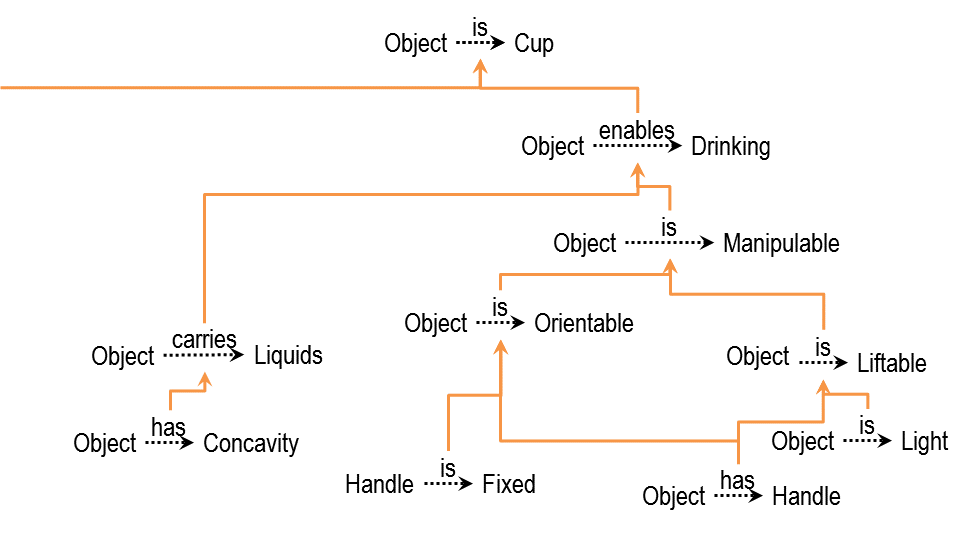 Object is Cup
Object enables Drinking
Object is Manipulable
Object is Orientable
Object carries Liquids
Object is Liftable
Object has Concavity
Object is Light
Handle is Fixed
Object has Handle